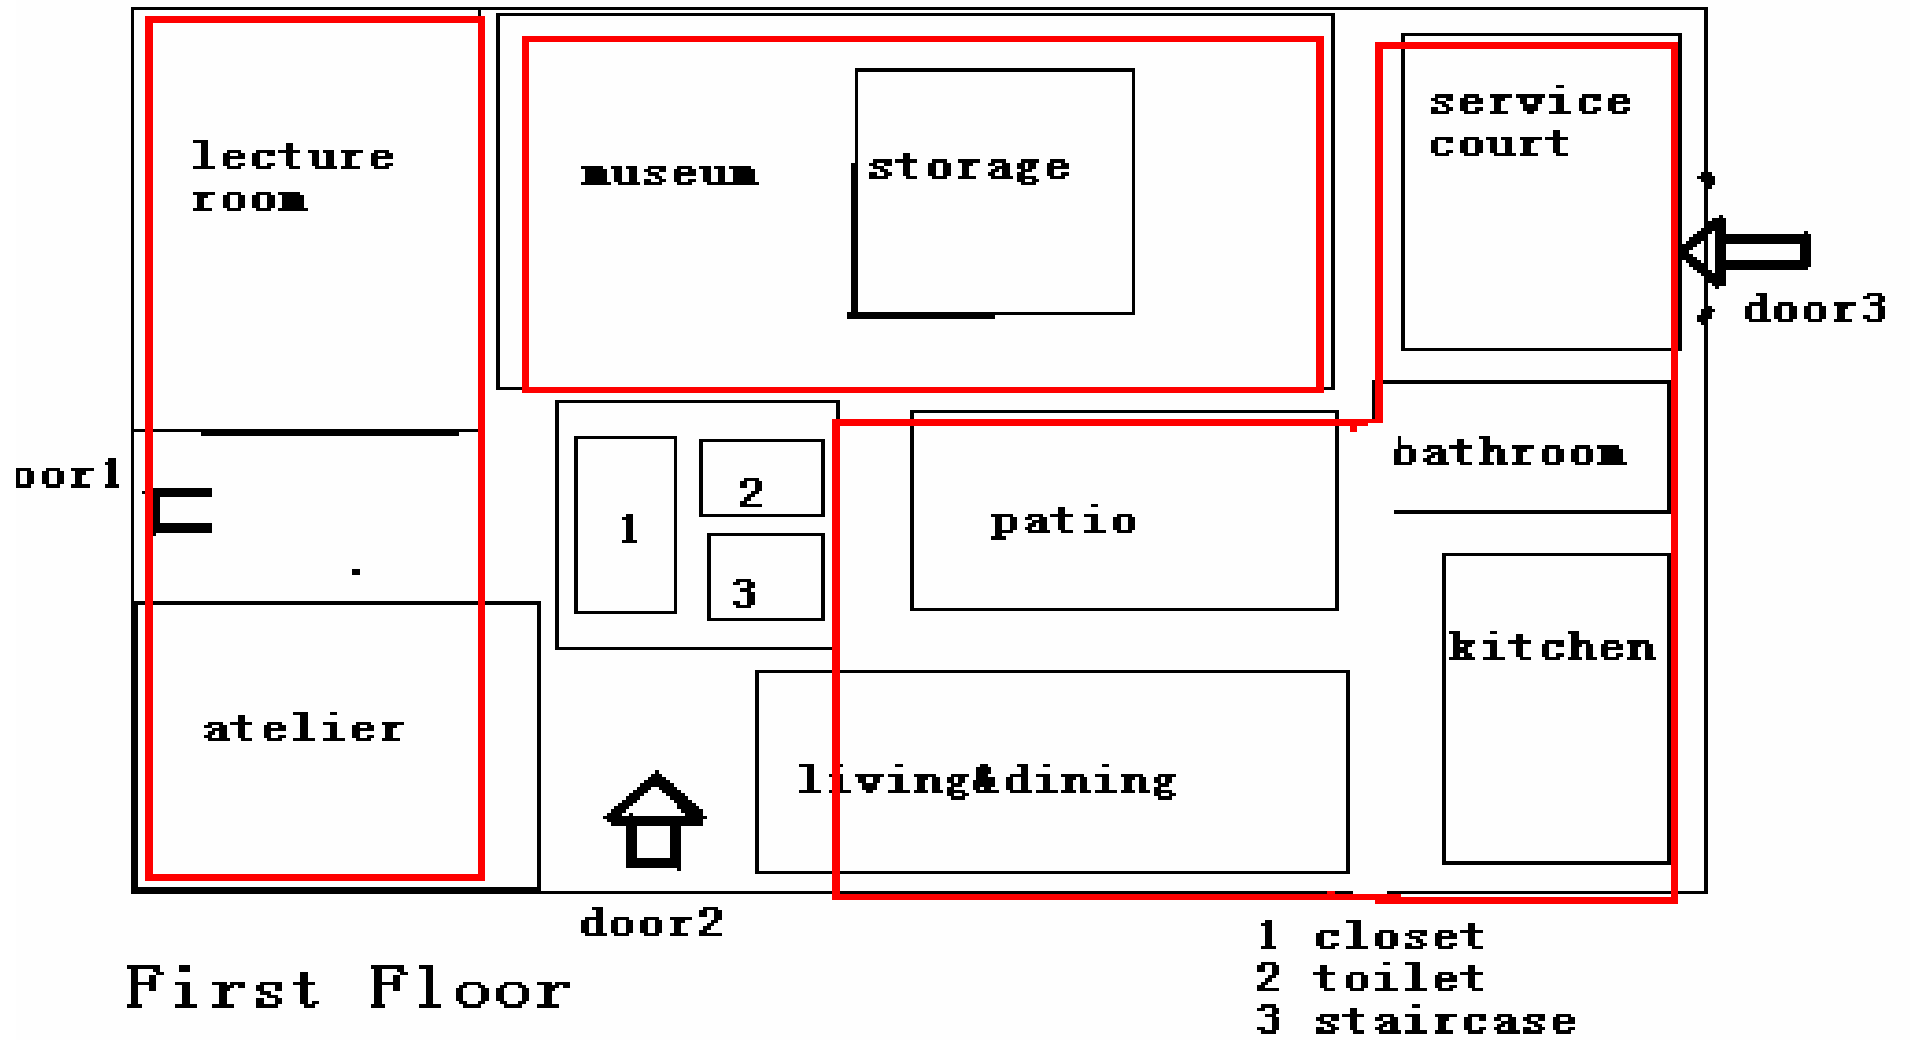 lecture
room
museum
storage
service
court
door3
oor1
1
2
3
patio
bathroom
kitchen
atelier
living&dining
door2
First Floor
1 closet
2 toilet
3 staircase